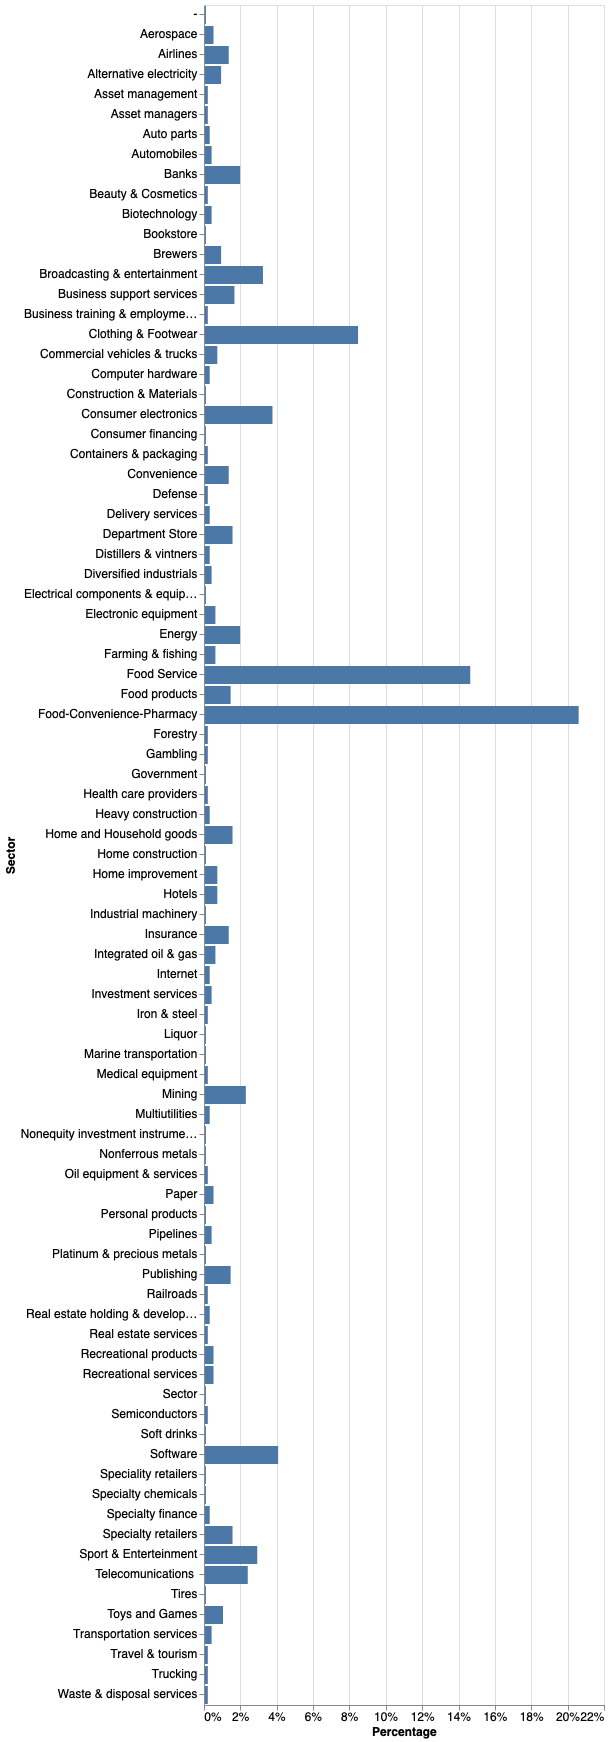 -
Aerospace
Airlines
Alternative electricity
Asset management
Asset managers
Auto parts
Automobiles
Banks
Beauty & Cosmetics
Biotechnology
Bookstore
Brewers
Broadcasting & entertainment
Business support services
Business training & employme…
Clothing & Footwear
Commercial vehicles & trucks
Computer hardware
Construction & Materials
Consumer electronics
Consumer financing
Containers & packaging
Convenience
Defense
Delivery services
Department Store
Distillers & vintners
Diversified industrials
Electrical components & equip…
Electronic equipment
Energy
Farming & fishing
Food Service
Food products
Food-Convenience-Pharmacy
Forestry
Gambling
Government
Health care providers
Heavy construction
Home and Household goods
Home construction
Home improvement
Hotels
Industrial machinery
Insurance
Integrated oil & gas
Internet
Investment services
Iron & steel
Liquor
Marine transportation
Medical equipment
Mining
Multiutilities
Nonequity investment instrume…
Nonferrous metals
Oil equipment & services
Paper
Personal products
Pipelines
Platinum & precious metals
Publishing
Railroads
Real estate holding & develop…
Real estate services
Recreational products
Recreational services
Sector
Semiconductors
Soft drinks
Software
Speciality retailers
Specialty chemicals
Specialty finance
Specialty retailers
Sport & Enterteinment
Telecomunications
Tires
Toys and Games
Transportation services
Travel & tourism
Trucking
Waste & disposal services
Sector
0% 2% 4% 6% 8% 10% 12% 14% 16% 18% 20% 22%
Percentage